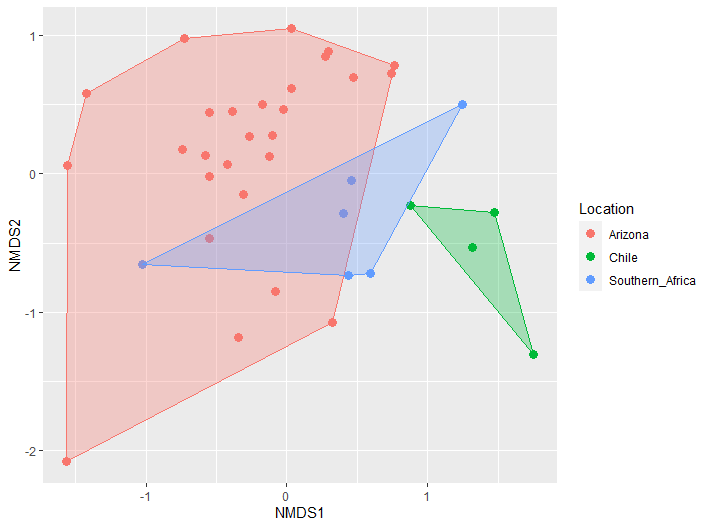 1
0
-1
-2
NMDS2
-1
0
1
NMDS1
Location
Arizona
Chile
Southern_Africa